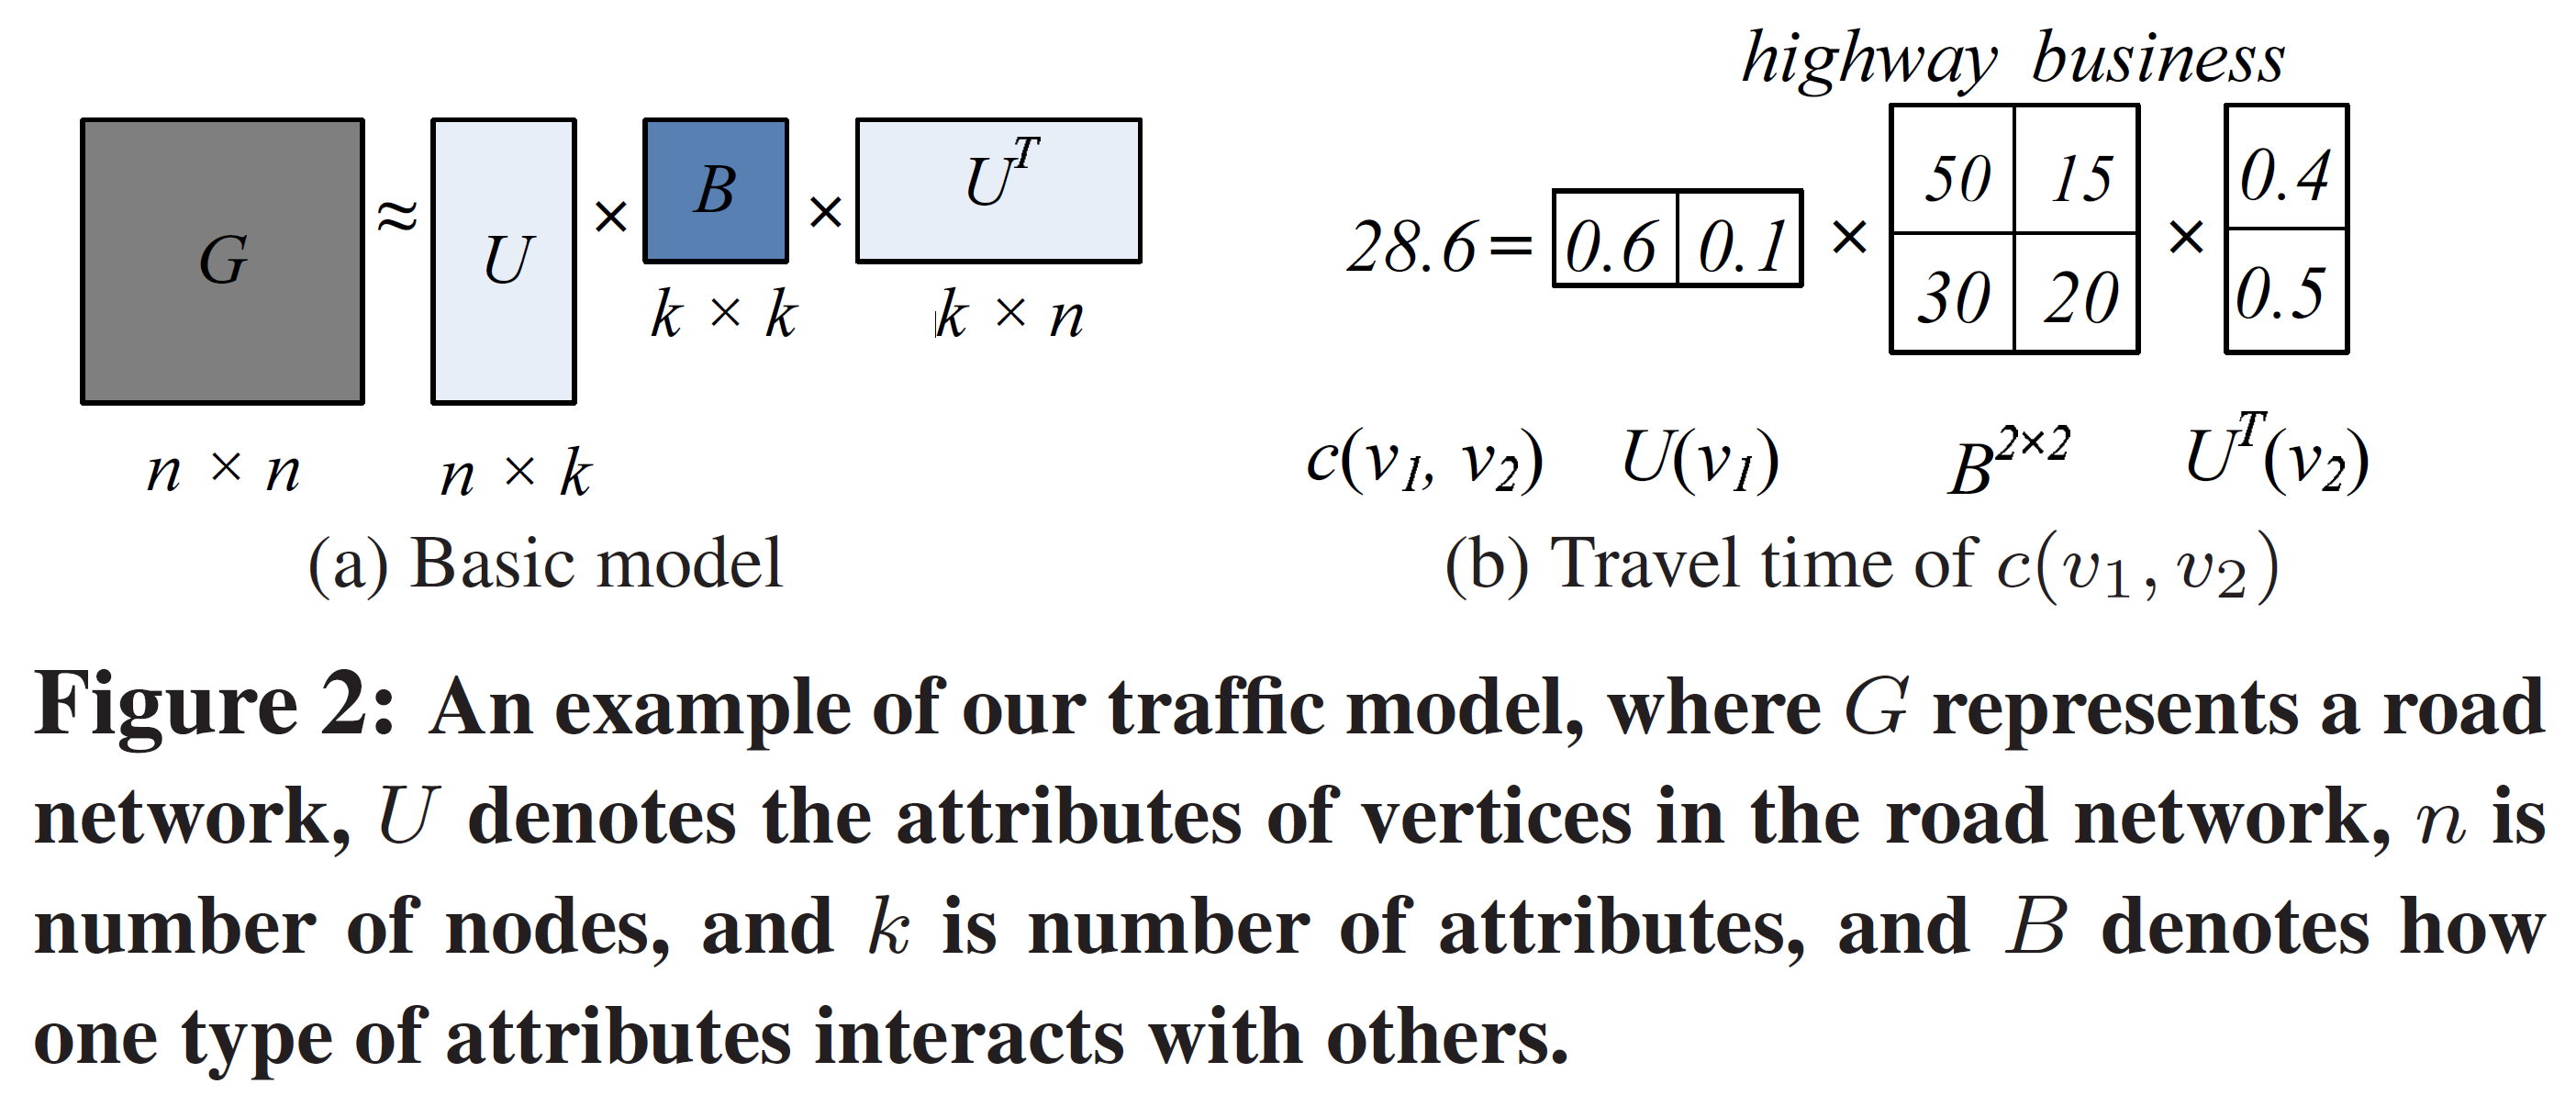 G ≈ U × B × U^T
n × n n × k k × k k × n
(a) Basic model
highway business
28.6 = 0.6 0.1 × 50 15 × 0.4
30 20 0.5
c(v1, v2) U(v1) B^2×2 U^T(v2)
(b) Travel time of c(v1, v2)
Figure 2: An example of our traffic model, where G represents a road
network, U denotes the attributes of vertices in the road network, n is
number of nodes, and k is number of attributes, and B denotes how
one type of attributes interacts with others.